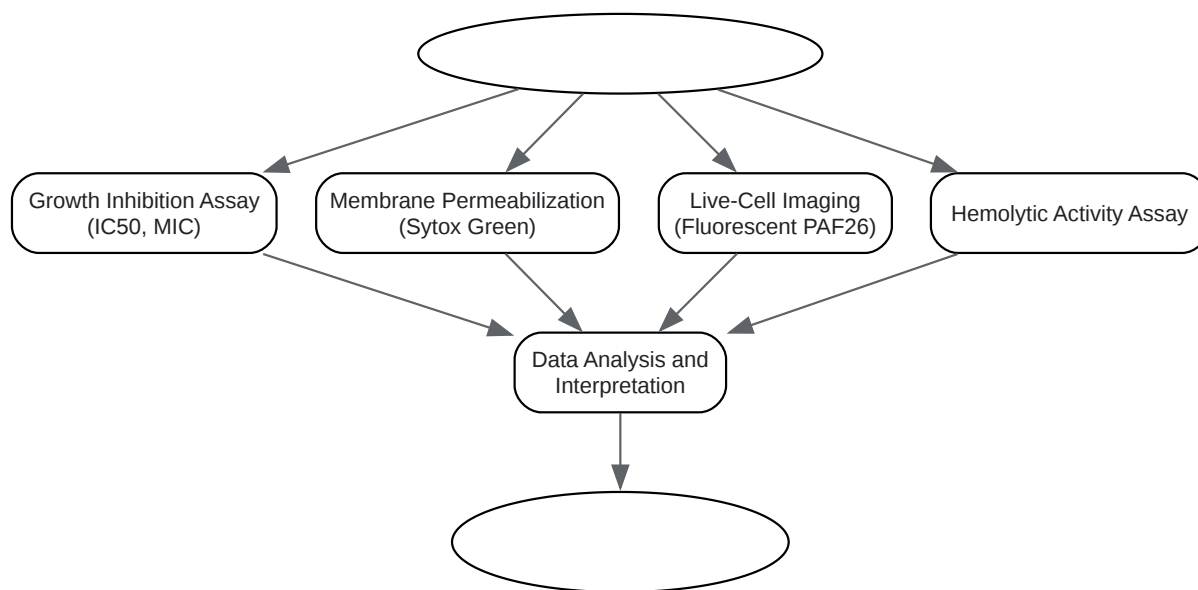 Growth Inhibition Assay
(IC50, MIC)
Membrane Permeabilization
(Sytox Green)
Live-Cell Imaging
(Fluorescent PAF26)
Hemolytic Activity Assay
Data Analysis and
Interpretation